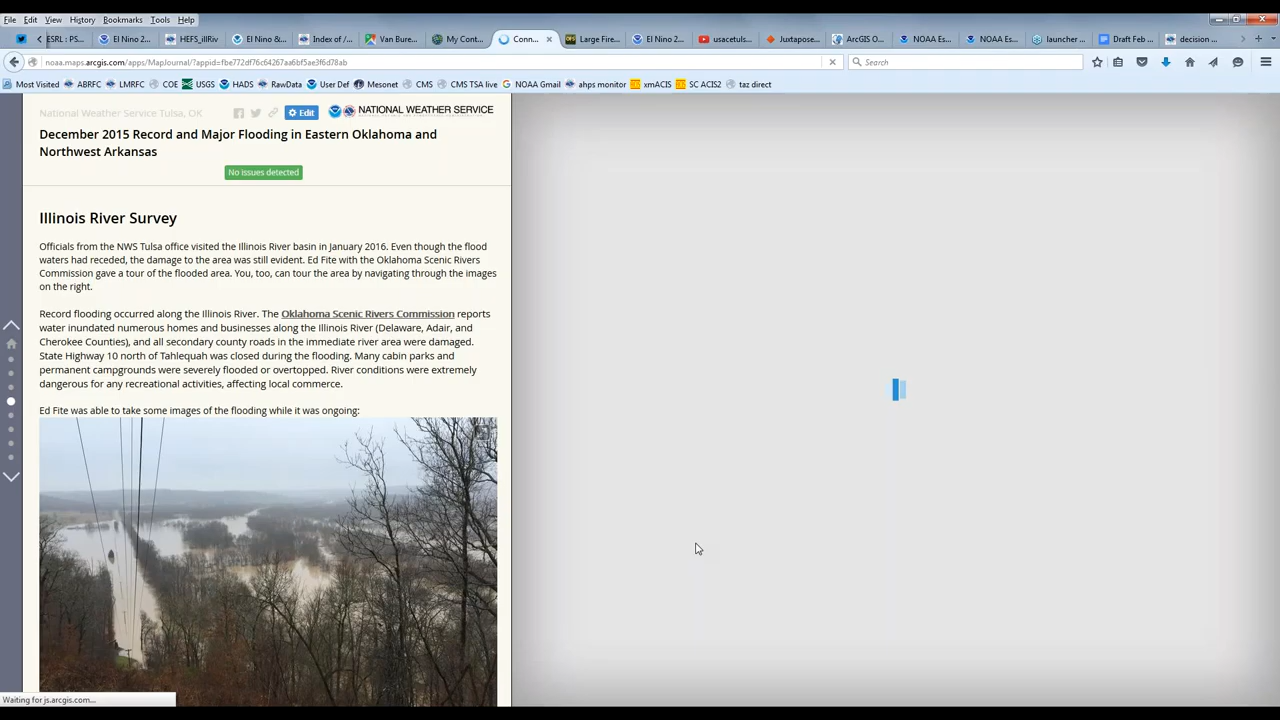 File Edit View History Bookmarks Tools Help
ESRL : PS... El Nino 2... HEFS_illRiv El Nino &... Index of /... Van Bure... My Cont... Conn... Large Fire... El Nino 2... usacetuls... Juxtapose... ArcGIS O... NOAA Es... NOAA Es... launcher ... Draft Feb ... decision ...
noaa.maps.arcgis.com/apps/MapJournal/?appid=fbe772df76c64267aa6bf5ae3f6d78ab
Search
Most Visited ABRFC LMRFC COE USGS HADS RawData User Def Mesonet CMS CMS TSA live NOAA Gmail ahps monitor xmACIS SC ACIS2 taz direct
National Weather Service Tulsa, OK
Edit
NATIONAL WEATHER SERVICE
December 2015 Record and Major Flooding in Eastern Oklahoma and
Northwest Arkansas
No issues detected
Illinois River Survey
Officials from the NWS Tulsa office visited the Illinois River basin in January 2016. Even though the flood
waters had receded, the damage to the area was still evident. Ed Fite with the Oklahoma Scenic Rivers
Commission gave a tour of the flooded area. You, too, can tour the area by navigating through the images
on the right.
Record flooding occurred along the Illinois River. The Oklahoma Scenic Rivers Commission reports
water inundated numerous homes and businesses along the Illinois River (Delaware, Adair, and
Cherokee Counties), and all secondary county roads in the immediate river area were damaged.
State Highway 10 north of Tahlequah was closed during the flooding. Many cabin parks and
permanent campgrounds were severely flooded or overtopped. River conditions were extremely
dangerous for any recreational activities, affecting local commerce.
Ed Fite was able to take some images of the flooding while it was ongoing:
Waiting for js.arcgis.com...